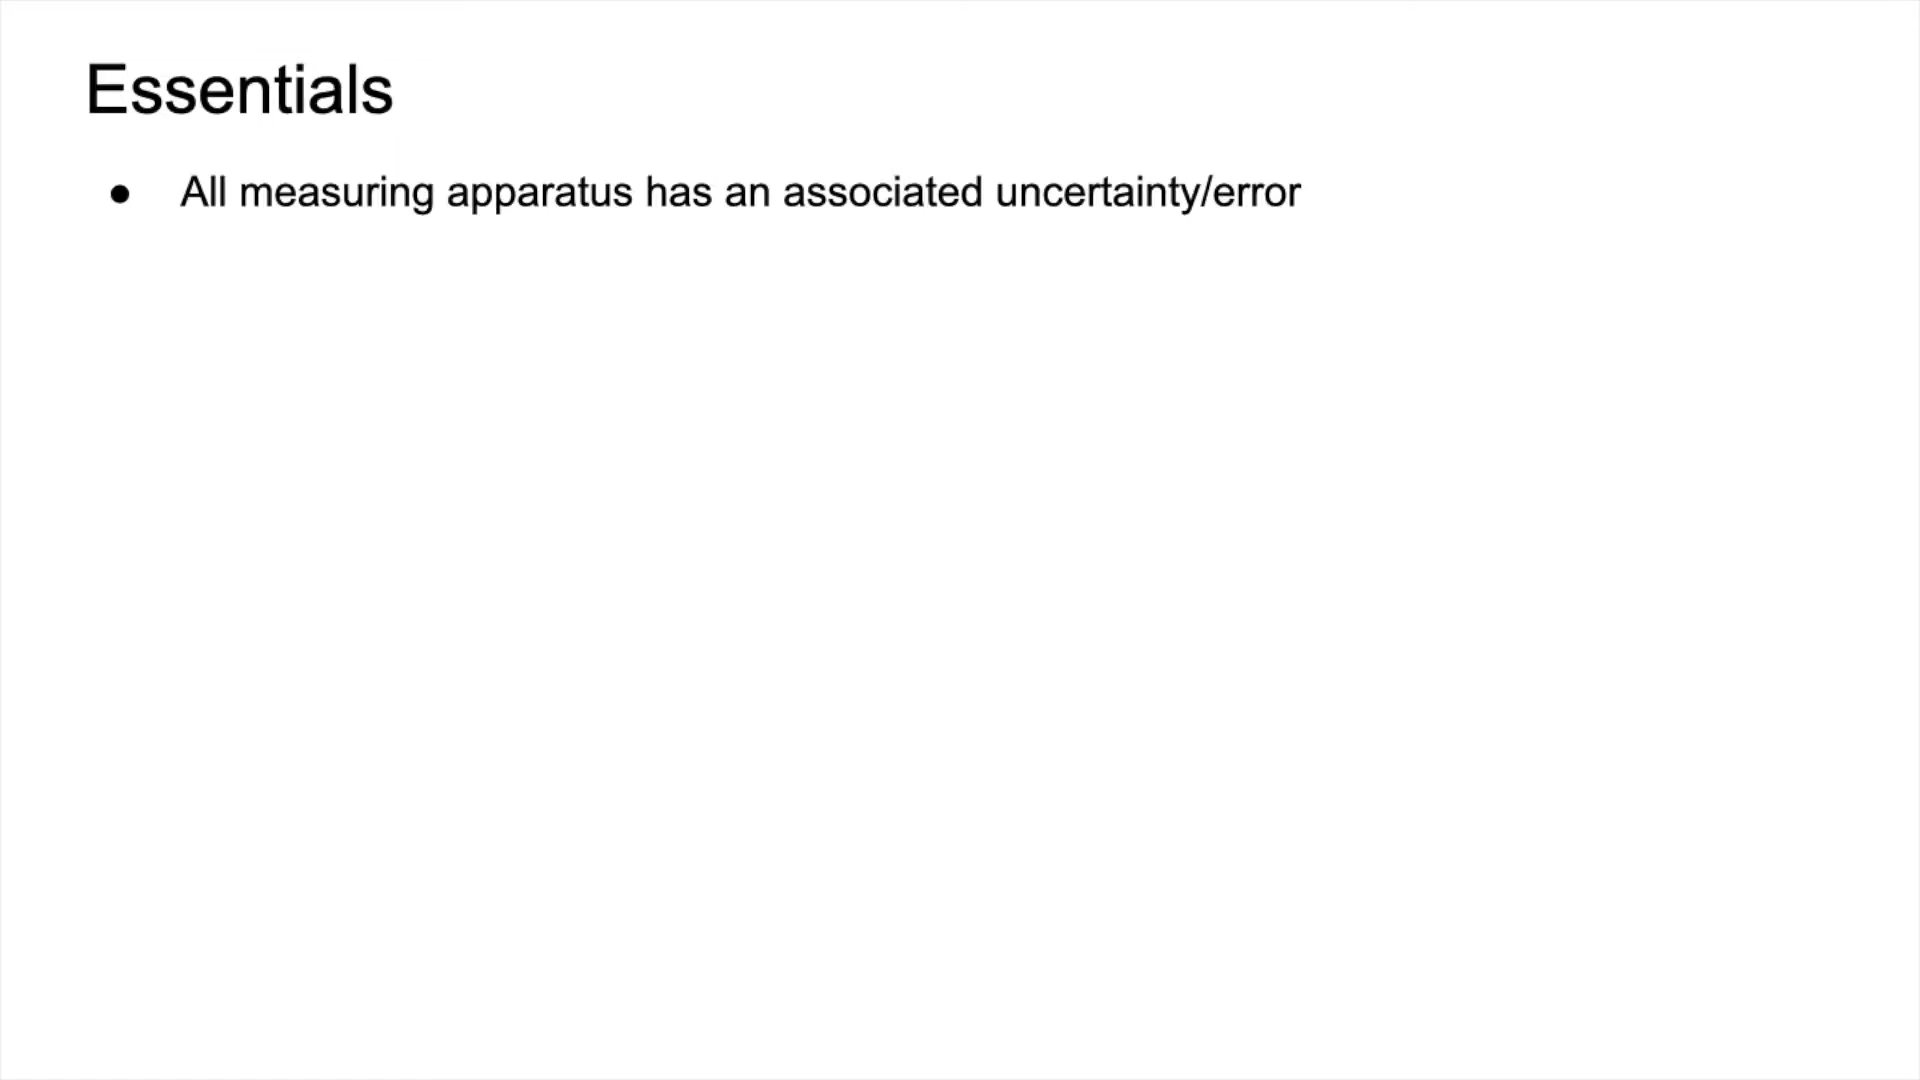 Essentials
● All measuring apparatus has an associated uncertainty/error